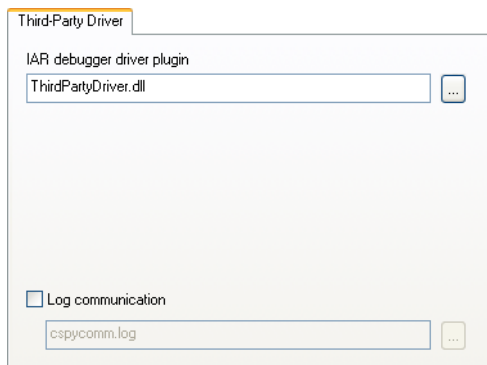 Third-Party Driver
IAR debugger driver plugin
ThirdPartyDriver.dll
...
Log communication
cspycomm.log
...